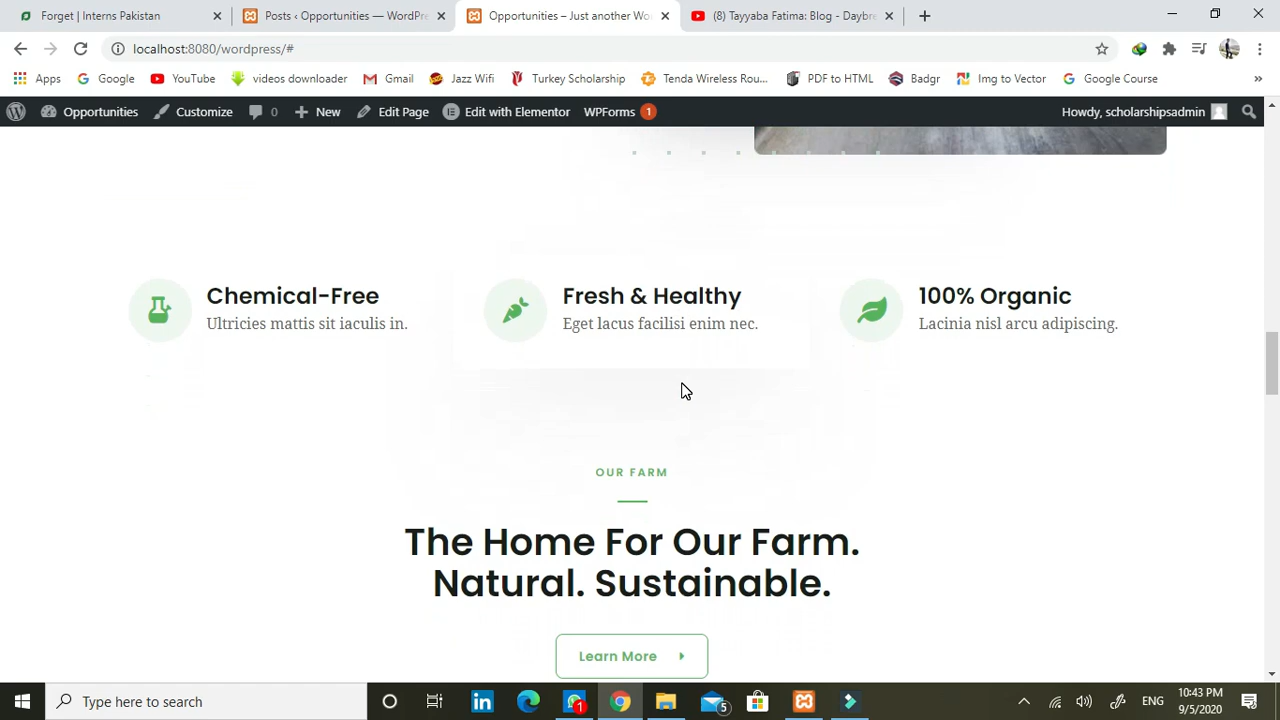 Forget | Interns Pakistan
Posts ‹ Opportunities — WordPre
Opportunities – Just another Wo
(8) Tayyaba Fatima: Blog - Daybre
localhost:8080/wordpress/#
Apps
Google
YouTube
videos downloader
Gmail
Jazz Wifi
Turkey Scholarship
Tenda Wireless Rou...
PDF to HTML
Badgr
Img to Vector
Google Course
»
Opportunities
Customize
0
New
Edit Page
Edit with Elementor
WPForms 1
Howdy, scholarshipsadmin
Chemical-Free
Ultricies mattis sit iaculis in.
Fresh & Healthy
Eget lacus facilisi enim nec.
100% Organic
Lacinia nisl arcu adipiscing.
OUR FARM
The Home For Our Farm.
Natural. Sustainable.
Learn More
Type here to search
1
5
ENG
10:43 PM
9/5/2020